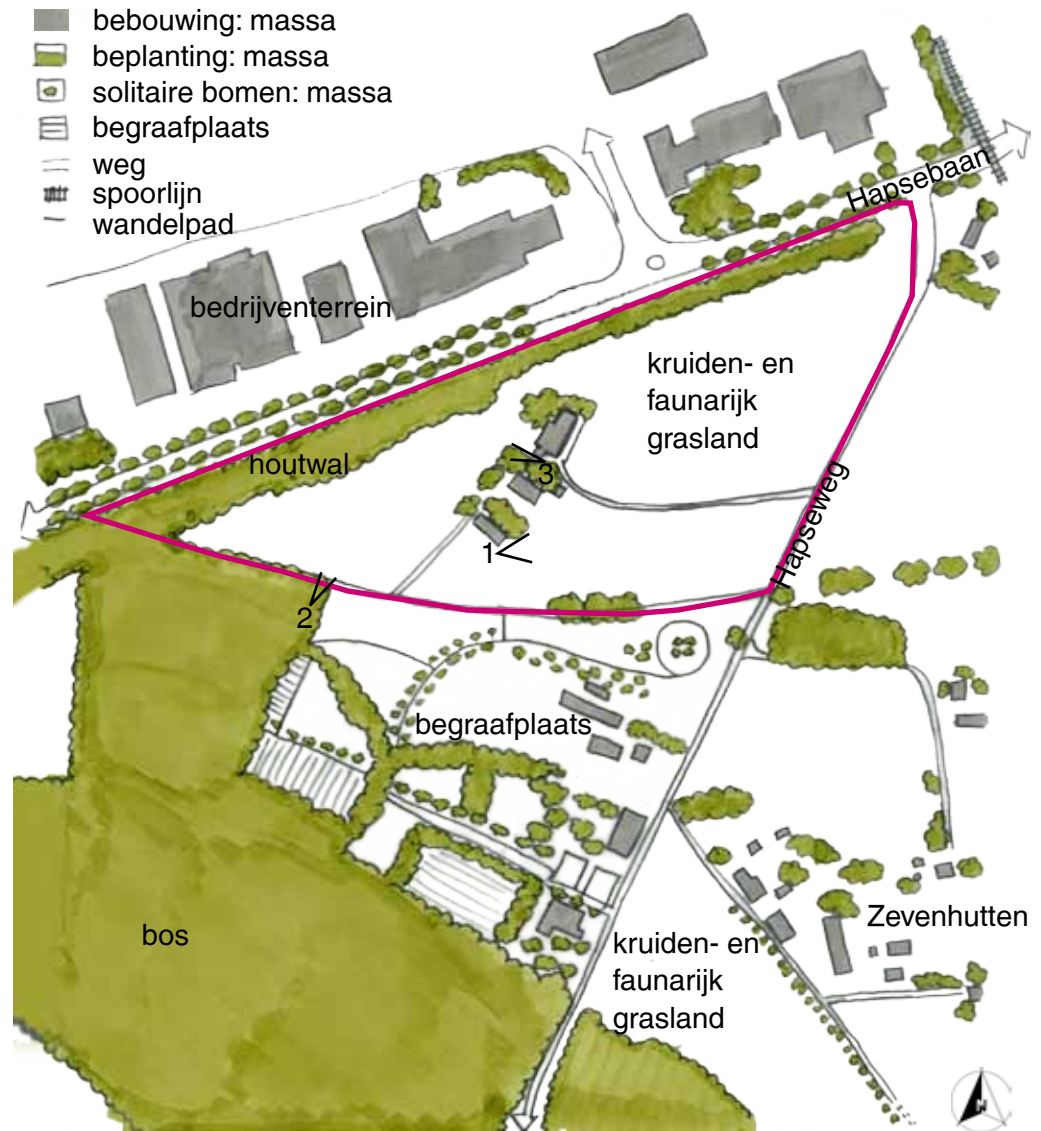 bebouwing: massa
beplanting: massa
solitaire bomen: massa
begraafplaats
weg
spoorlijn
wandelpad
Hapsebaan
bedrijventerrein
kruiden- en
faunarijk
grasland
houtwal
3
1
Hapseweg
2
begraafplaats
bos
Zevenhutten
kruiden- en
faunarijk
grasland
N